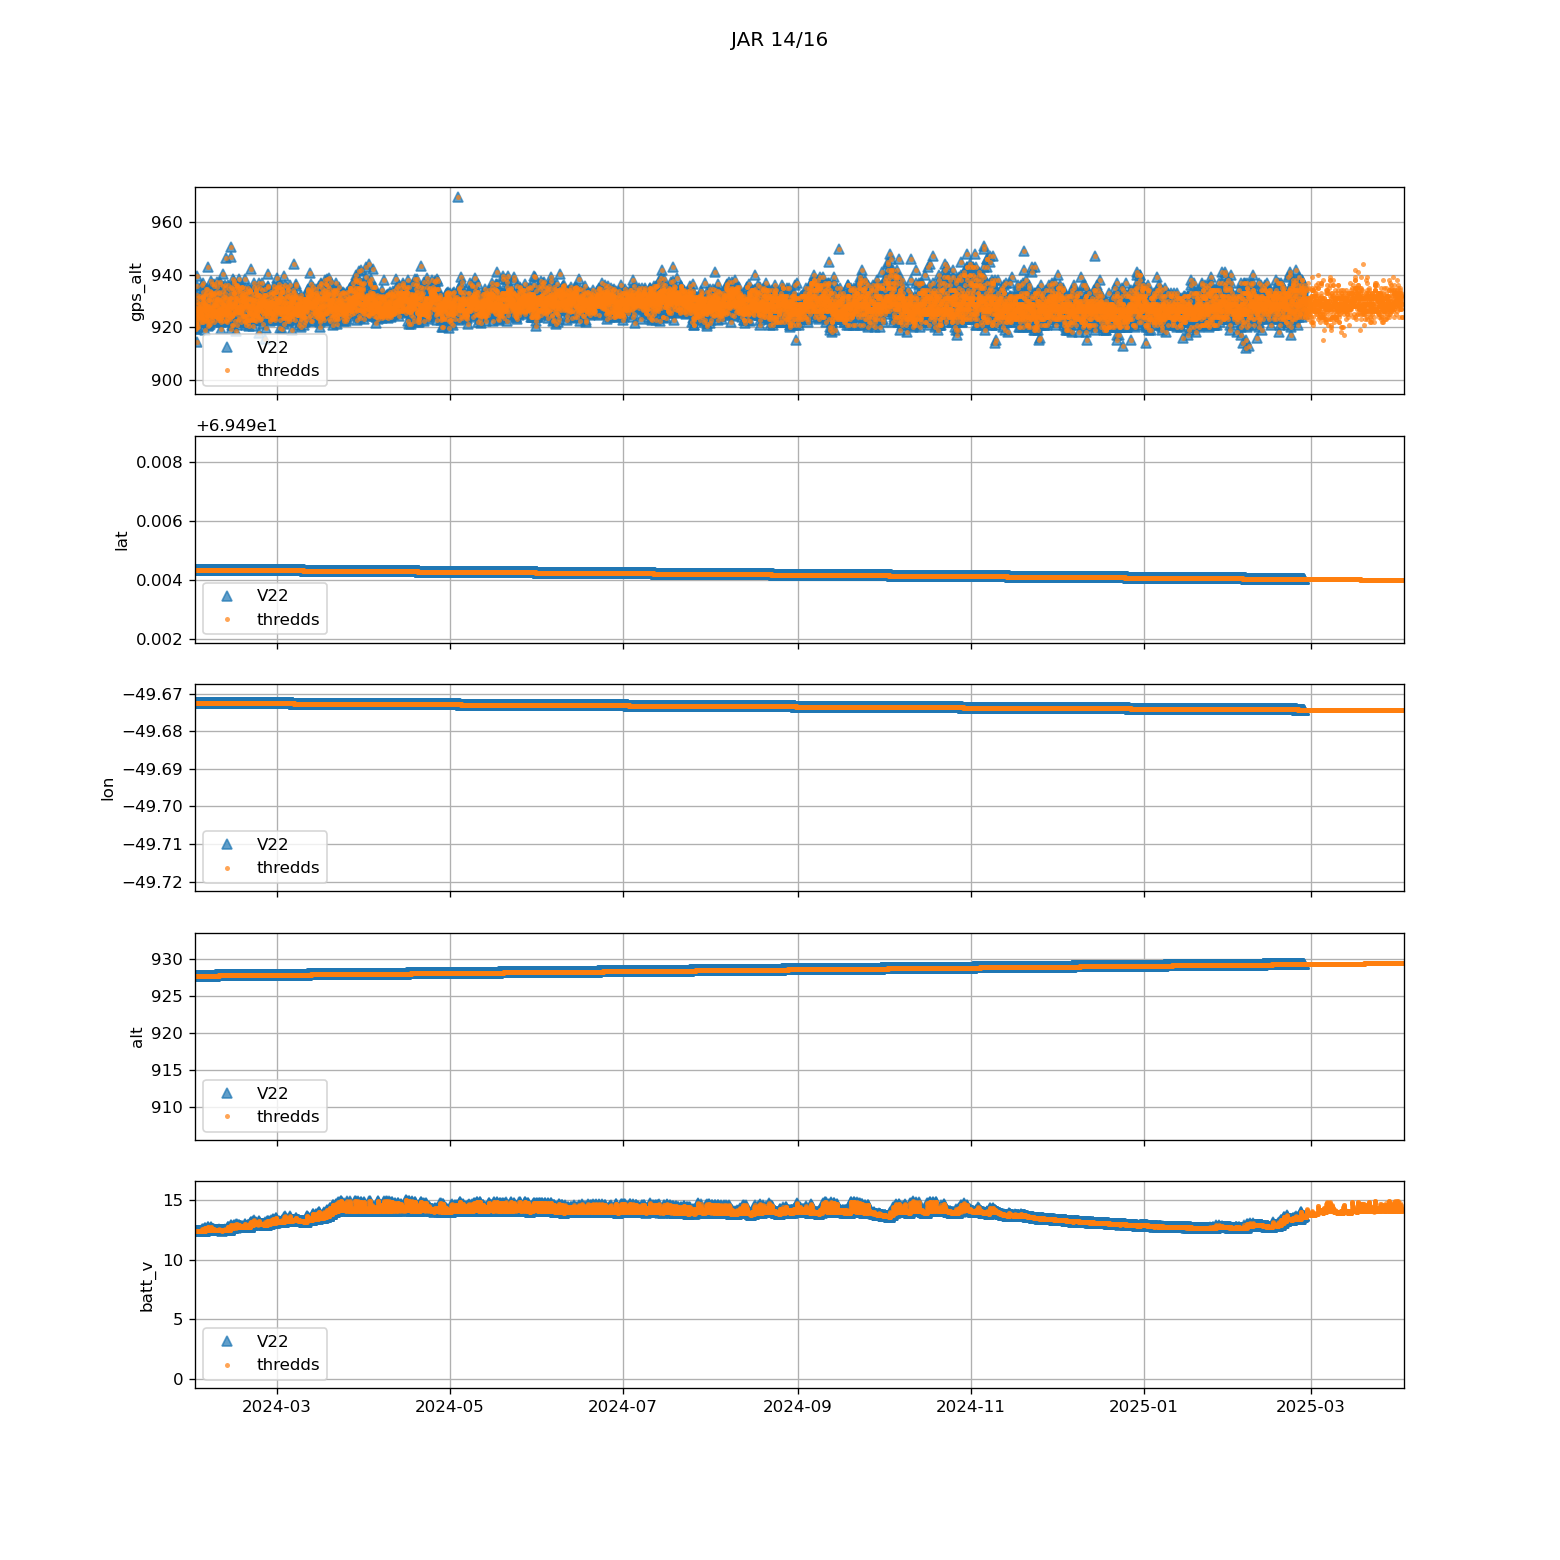 JAR 14/16
960
940
920
900
gps_alt
V22
thredds
+6.949e1
0.008
0.006
0.004
0.002
lat
V22
thredds
−49.67
−49.68
−49.69
−49.70
−49.71
−49.72
lon
V22
thredds
930
925
920
915
910
alt
V22
thredds
15
10
5
0
batt_v
V22
thredds
2024-03 2024-05 2024-07 2024-09 2024-11 2025-01 2025-03